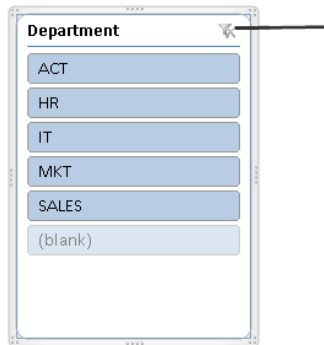 Department
ACT
HR
IT
MKT
SALES
(blank)